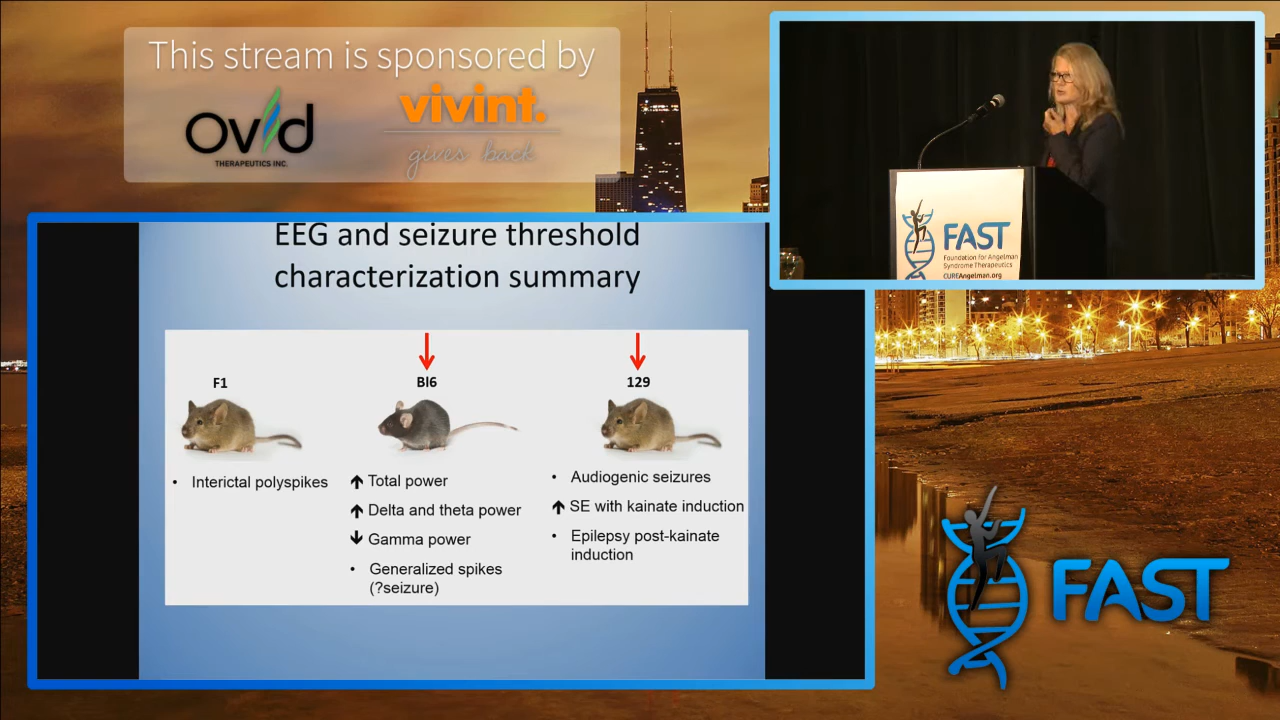 This stream is sponsored by
ovid
THERAPEUTICS INC.
vivint.
gives back
FAST
Foundation for Angelman
Syndrome Therapeutics
CUREAngelman.org
EEG and seizure threshold
characterization summary
F1
Bl6
129
• Interictal polyspikes
↑ Total power
↑ Delta and theta power
↓ Gamma power
• Generalized spikes
(?seizure)
• Audiogenic seizures
↑ SE with kainate induction
• Epilepsy post-kainate
induction
FAST